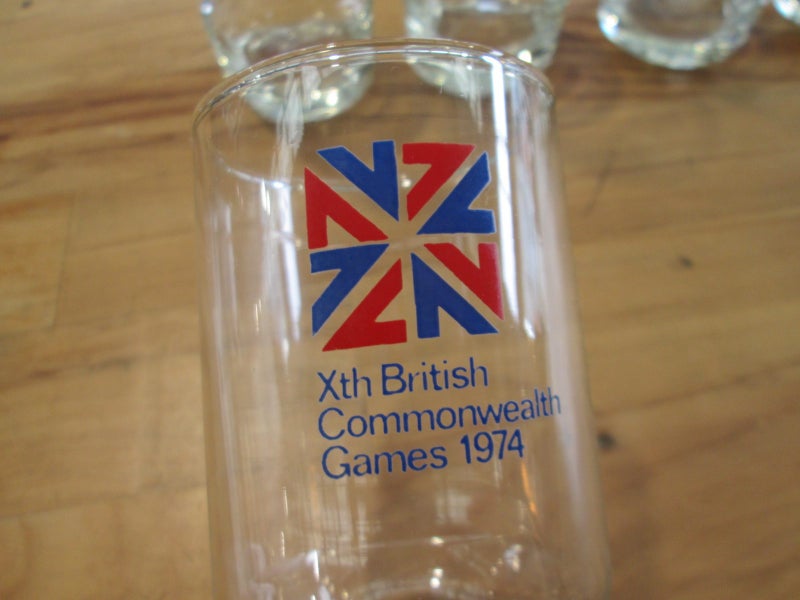 Xth British
Commonwealth
Games 1974